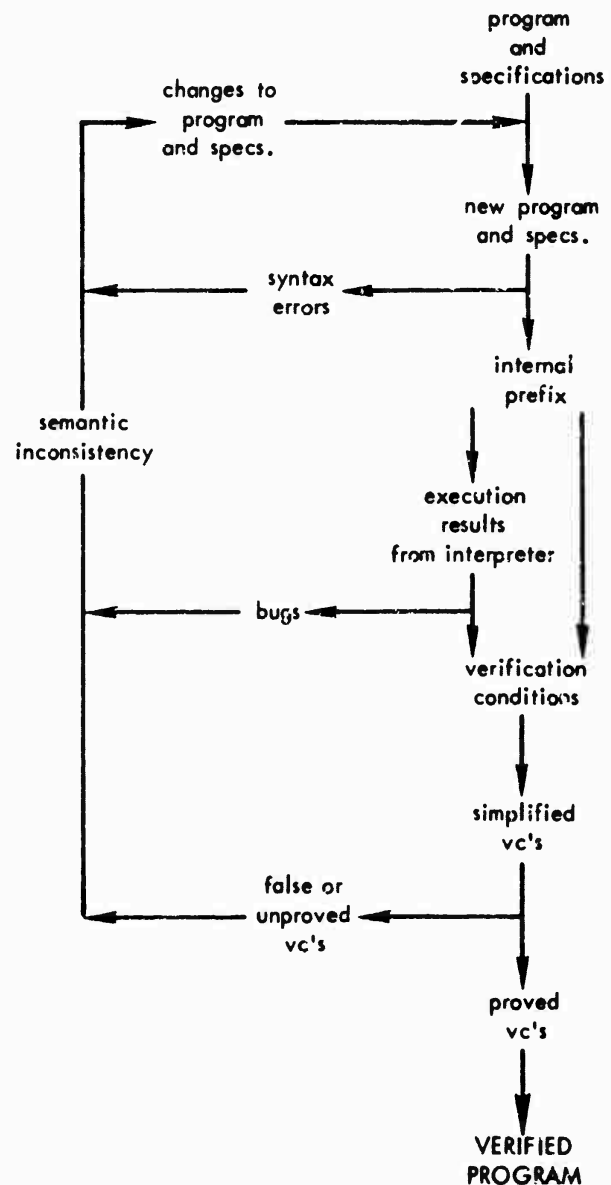 program
and
specifications
changes to
program
and specs.
new program
and specs.
syntax
errors
internal
prefix
semantic
inconsistency
execution
results
from interpreter
bugs
verification
conditions
simplified
vc's
false or
unproved
vc's
proved
vc's
VERIFIED
PROGRAM